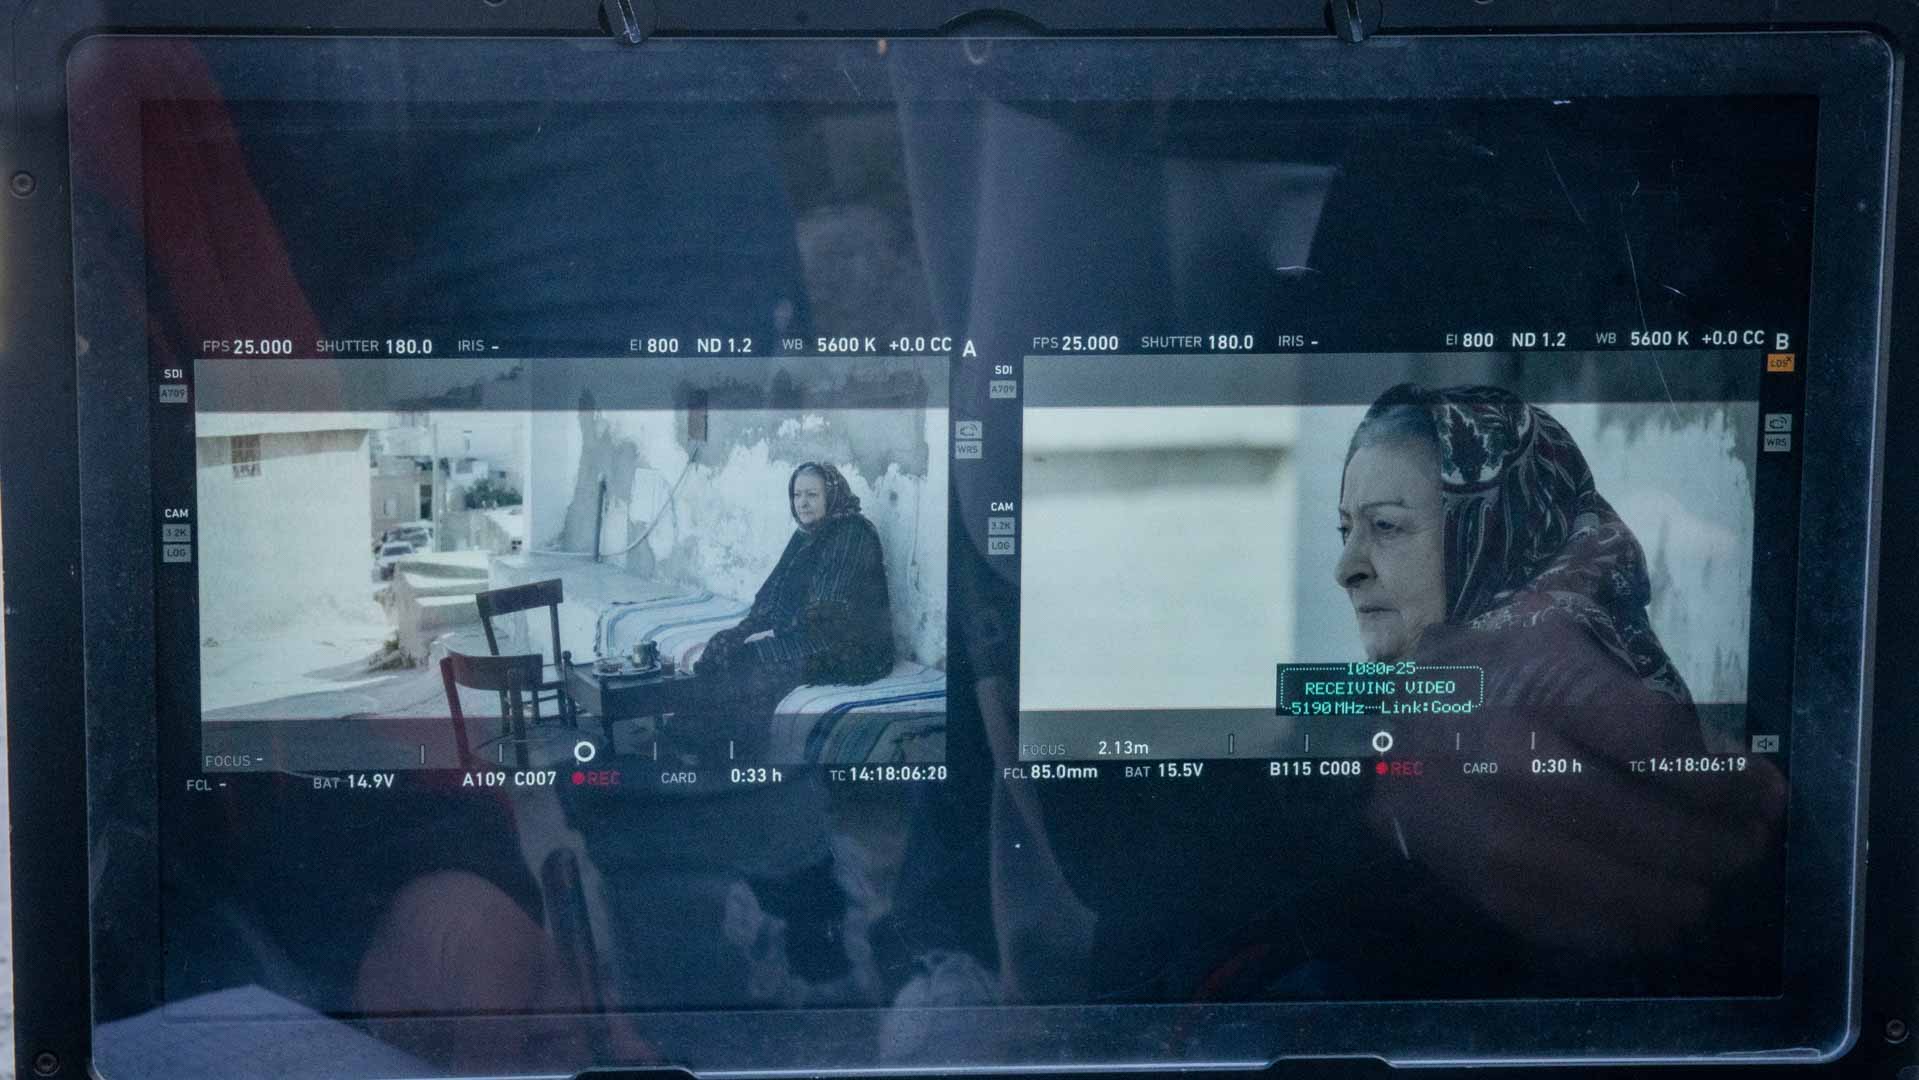 FPS 25.000 SHUTTER 180.0 IRIS - EI 800 ND 1.2 WB 5600 K +0.0 CC A
SDI
A709
WRS
CAM
3.2K
LOG
FOCUS -
FCL - BAT 14.9V A109 C007 REC CARD 0:33 h TC 14:18:06:20
FPS 25.000 SHUTTER 180.0 IRIS - EI 800 ND 1.2 WB 5600 K +0.0 CC B
SDI
A709
LDS
WRS
CAM
3.2K
LOG
1080p25
RECEIVING VIDEO
5190 MHz Link:Good
FOCUS 2.13m
FCL 85.0mm BAT 15.5V B115 C008 REC CARD 0:30 h TC 14:18:06:19